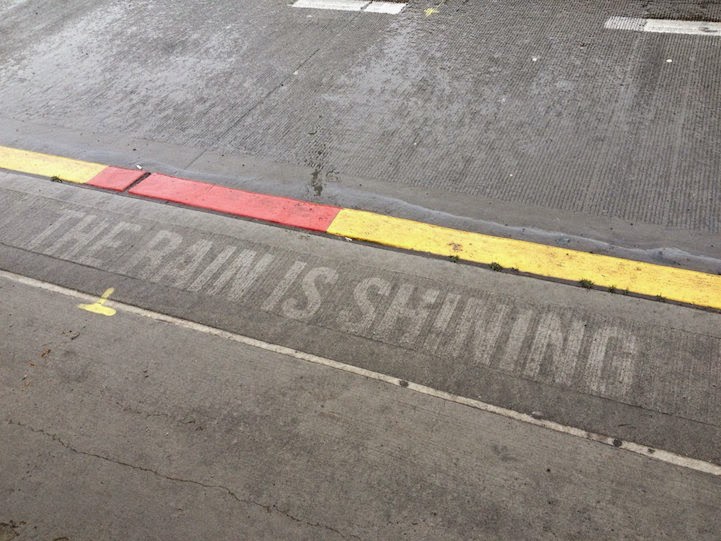 THE RAIN IS SHINING